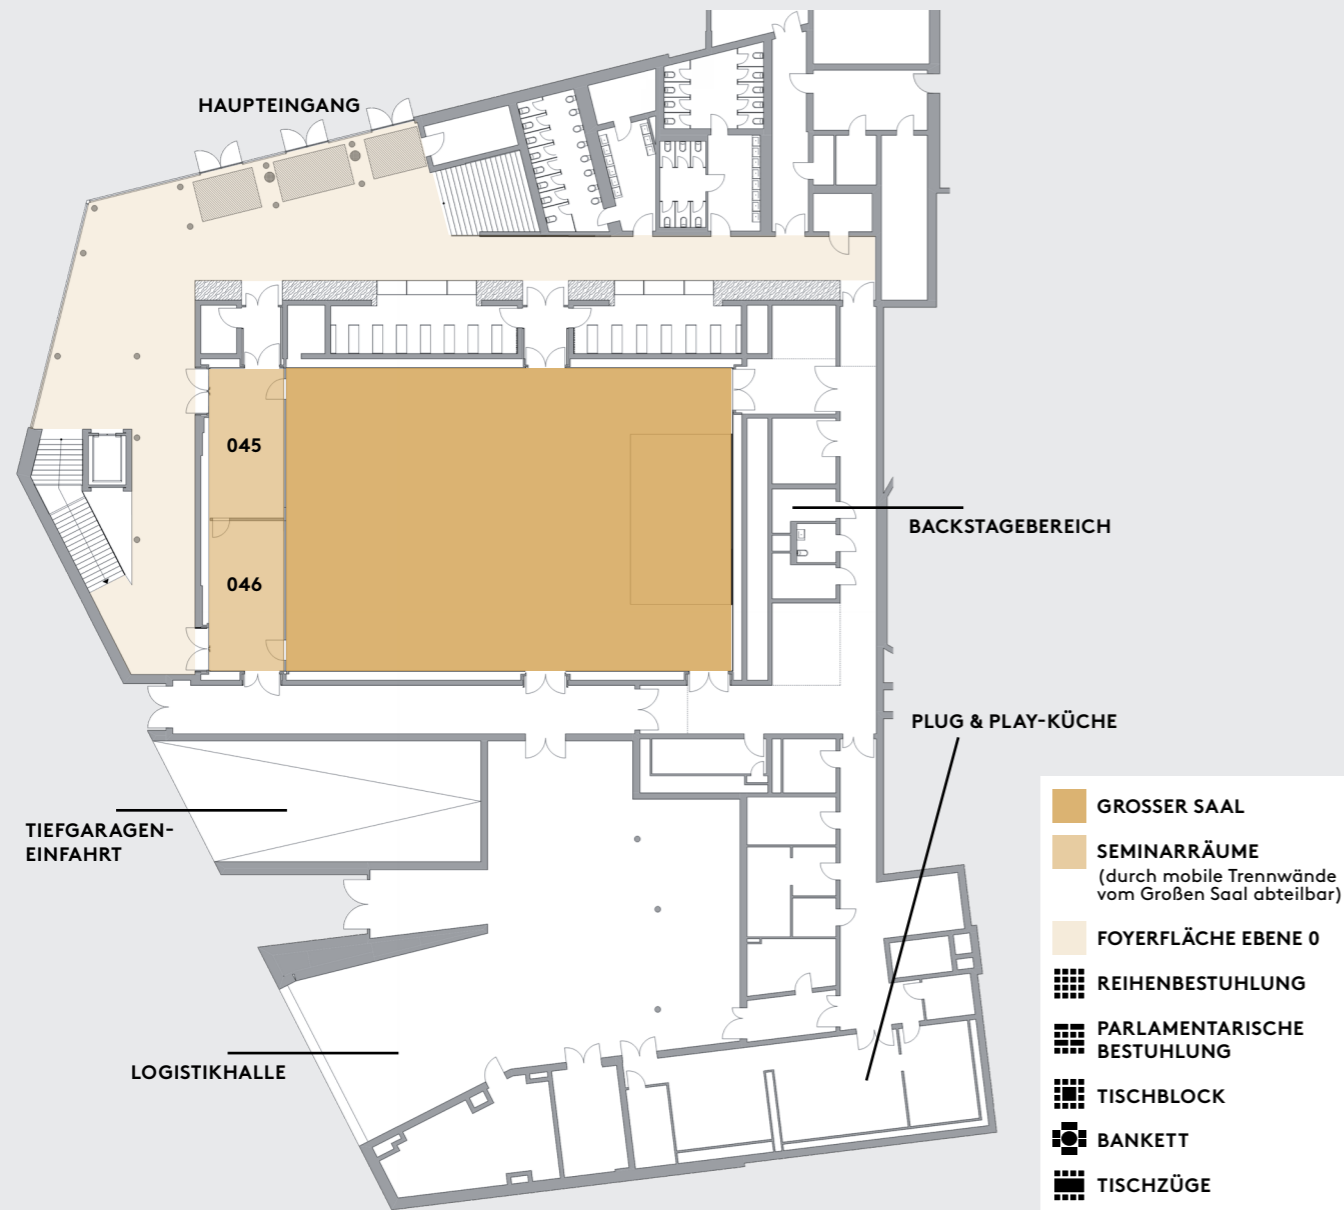 HAUPTEINGANG
045
046
BACKSTAGEBEREICH
PLUG & PLAY-KÜCHE
TIEFGARAGEN-
EINFAHRT
LOGISTIKHALLE
GROSSER SAAL
SEMINARRÄUME
(durch mobile Trennwände
vom Großen Saal abteilbar)
FOYERFLÄCHE EBENE 0
REIHENBESTUHLUNG
PARLAMENTARISCHE
BESTUHLUNG
TISCHBLOCK
BANKETT
TISCHZÜGE